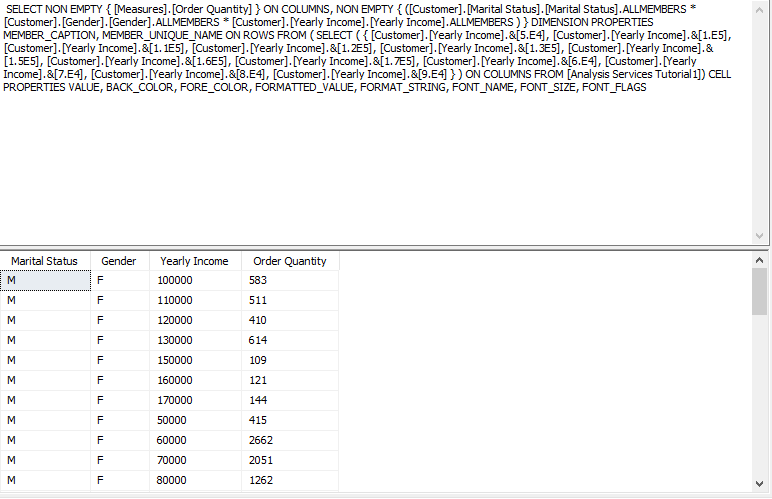 SELECT NON EMPTY { [Measures].[Order Quantity] } ON COLUMNS, NON EMPTY { ([Customer].[Marital Status].[Marital Status].ALLMEMBERS *
[Customer].[Gender].[Gender].ALLMEMBERS * [Customer].[Yearly Income].[Yearly Income].ALLMEMBERS ) } DIMENSION PROPERTIES
MEMBER_CAPTION, MEMBER_UNIQUE_NAME ON ROWS FROM ( SELECT ( { [Customer].[Yearly Income].&[5.E4], [Customer].[Yearly Income].&[1.E5],
[Customer].[Yearly Income].&[1.1E5], [Customer].[Yearly Income].&[1.2E5], [Customer].[Yearly Income].&[1.3E5], [Customer].[Yearly Income].&
[1.5E5], [Customer].[Yearly Income].&[1.6E5], [Customer].[Yearly Income].&[1.7E5], [Customer].[Yearly Income].&[6.E4], [Customer].[Yearly
Income].&[7.E4], [Customer].[Yearly Income].&[8.E4], [Customer].[Yearly Income].&[9.E4] } ) ON COLUMNS FROM [Analysis Services Tutorial1]) CELL
PROPERTIES VALUE, BACK_COLOR, FORE_COLOR, FORMATTED_VALUE, FORMAT_STRING, FONT_NAME, FONT_SIZE, FONT_FLAGS
Marital Status Gender Yearly Income Order Quantity
M F 100000 583
M F 110000 511
M F 120000 410
M F 130000 614
M F 150000 109
M F 160000 121
M F 170000 144
M F 50000 415
M F 60000 2662
M F 70000 2051
M F 80000 1262